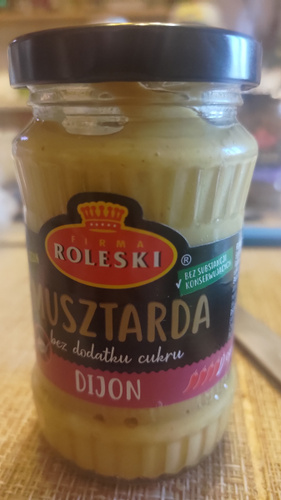 FIRMA
ROLESKI
®
BEZ SUBSTANCJI
KONSERWUJĄCYCH
MUSZTARDA
bez dodatku cukru
DIJON